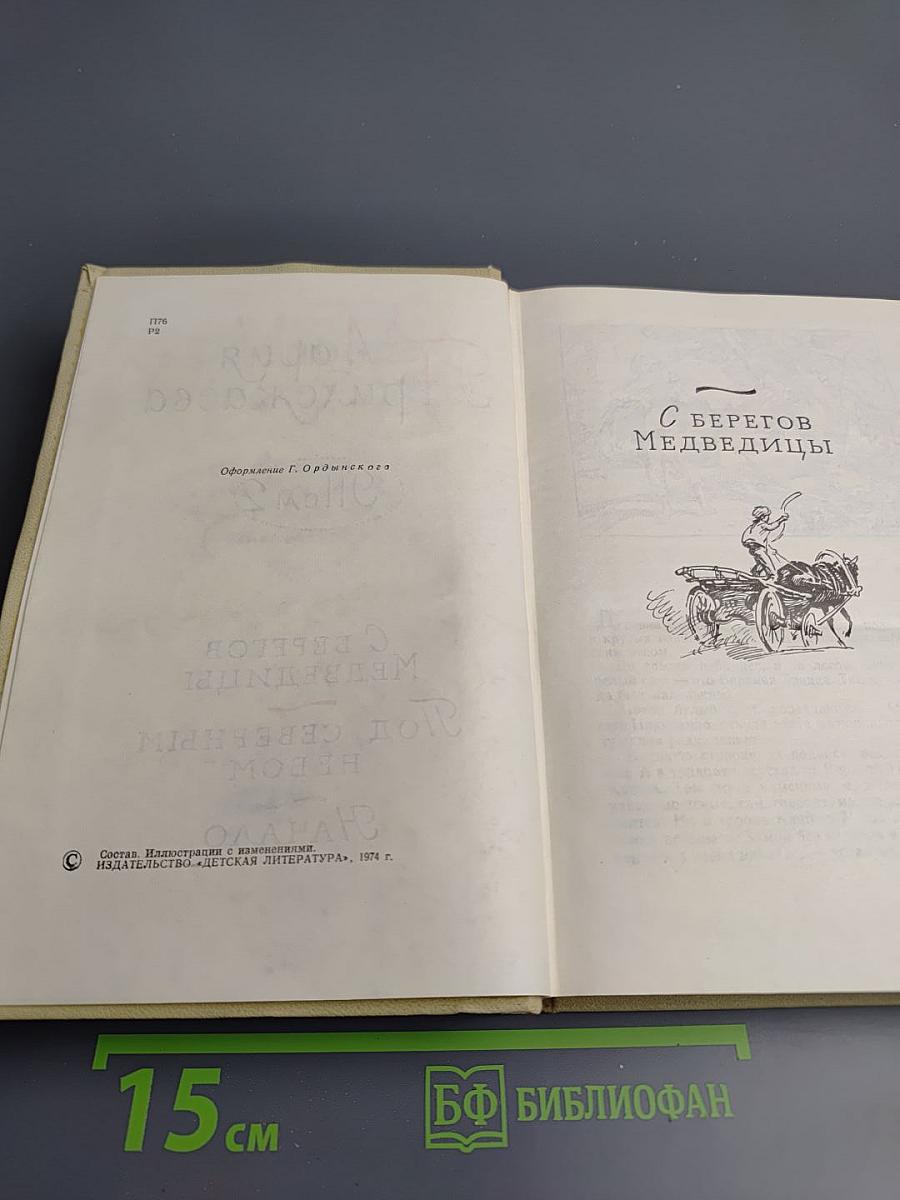 П76
Р2
Оформление Г. Ордынского
© Состав. Иллюстрации с изменениями.
ИЗДАТЕЛЬСТВО «ДЕТСКАЯ ЛИТЕРАТУРА», 1974 г.
С БЕРЕГОВ
МЕДВЕДИЦЫ
15 см
БФ БИБЛИОФАН